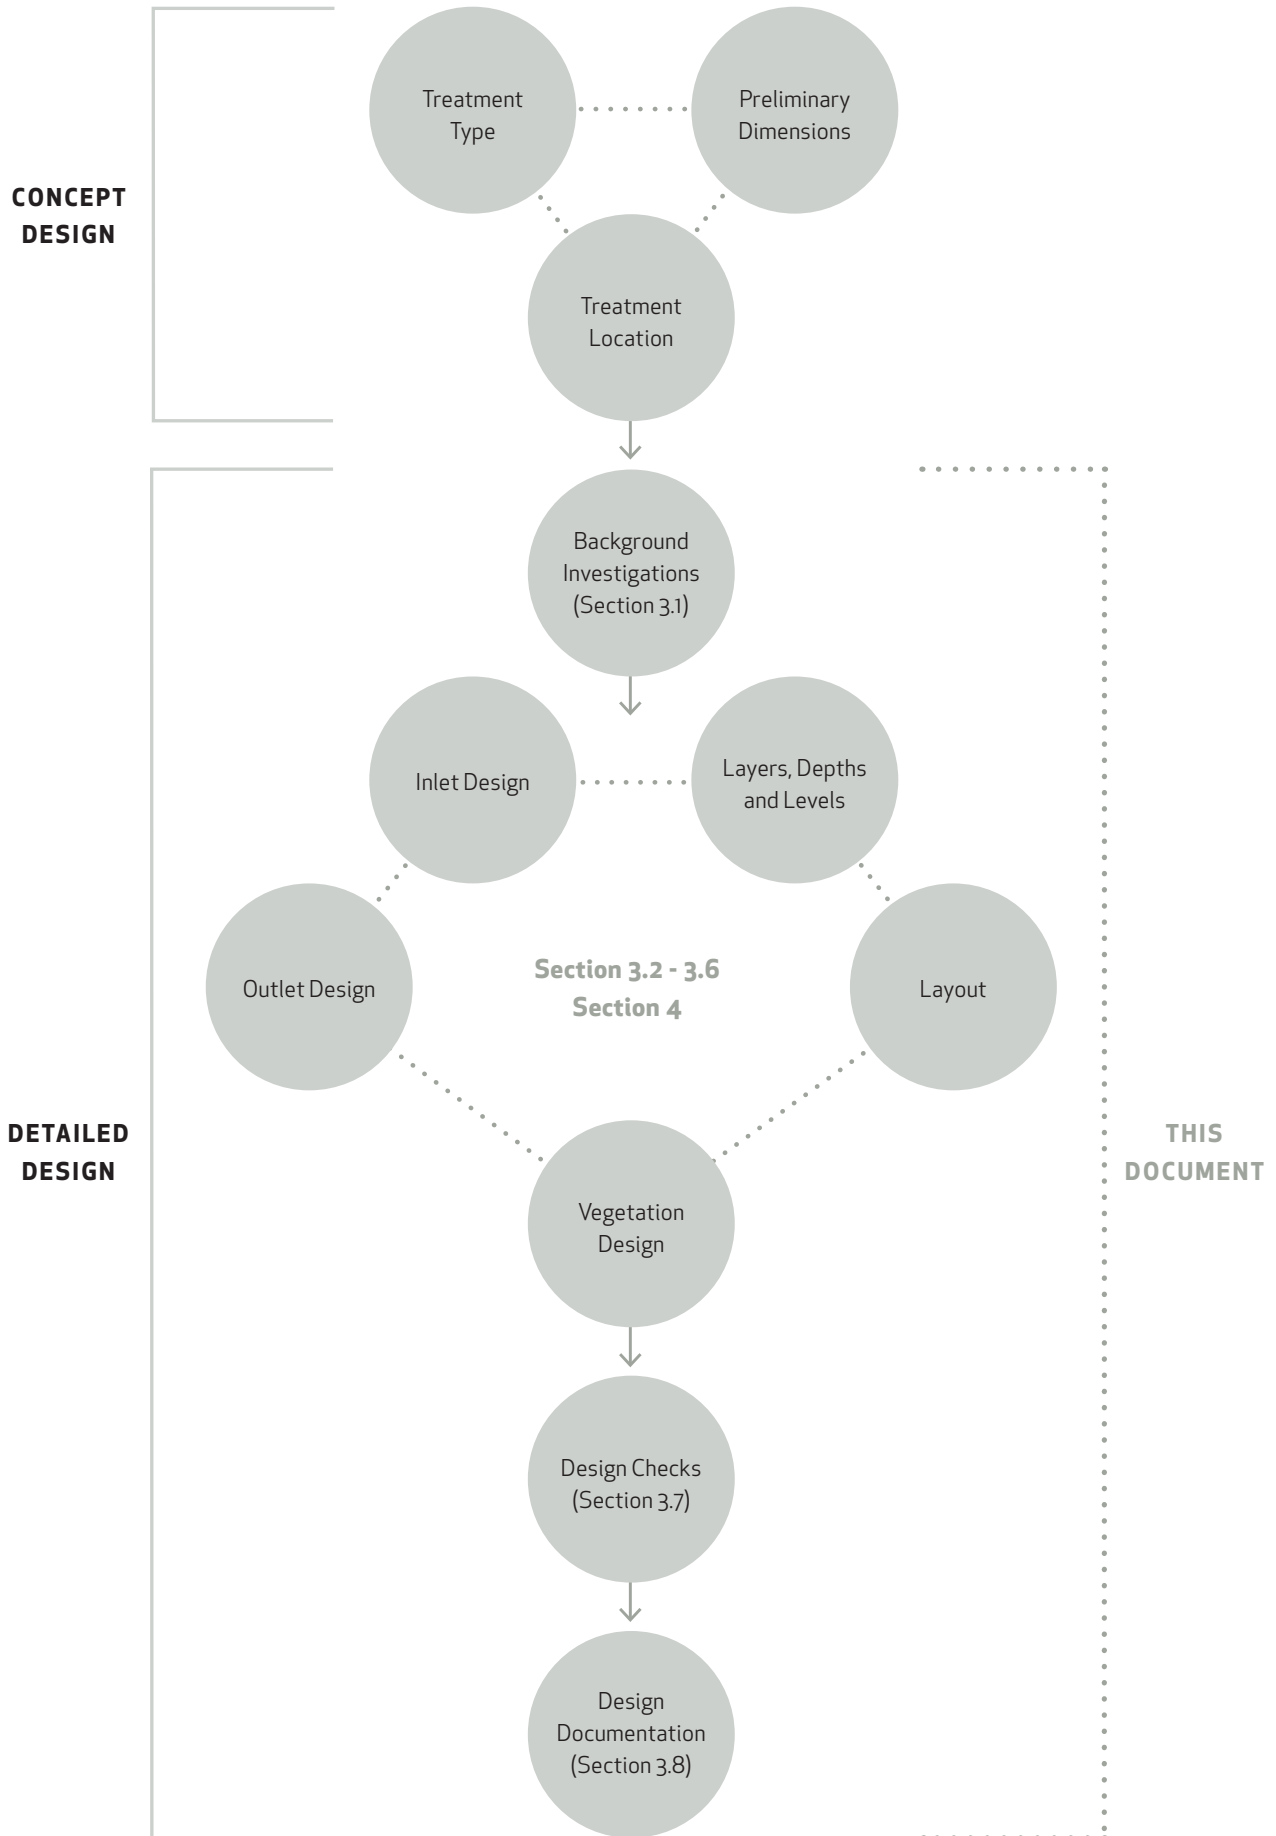 Treatment
Type
Preliminary
Dimensions
CONCEPT
DESIGN
Treatment
Location
Background
Investigations
(Section 3.1)
Inlet Design
Layers, Depths
and Levels
Outlet Design
Section 3.2 - 3.6
Section 4
Layout
DETAILED
DESIGN
THIS
DOCUMENT
Vegetation
Design
Design Checks
(Section 3.7)
Design
Documentation
(Section 3.8)